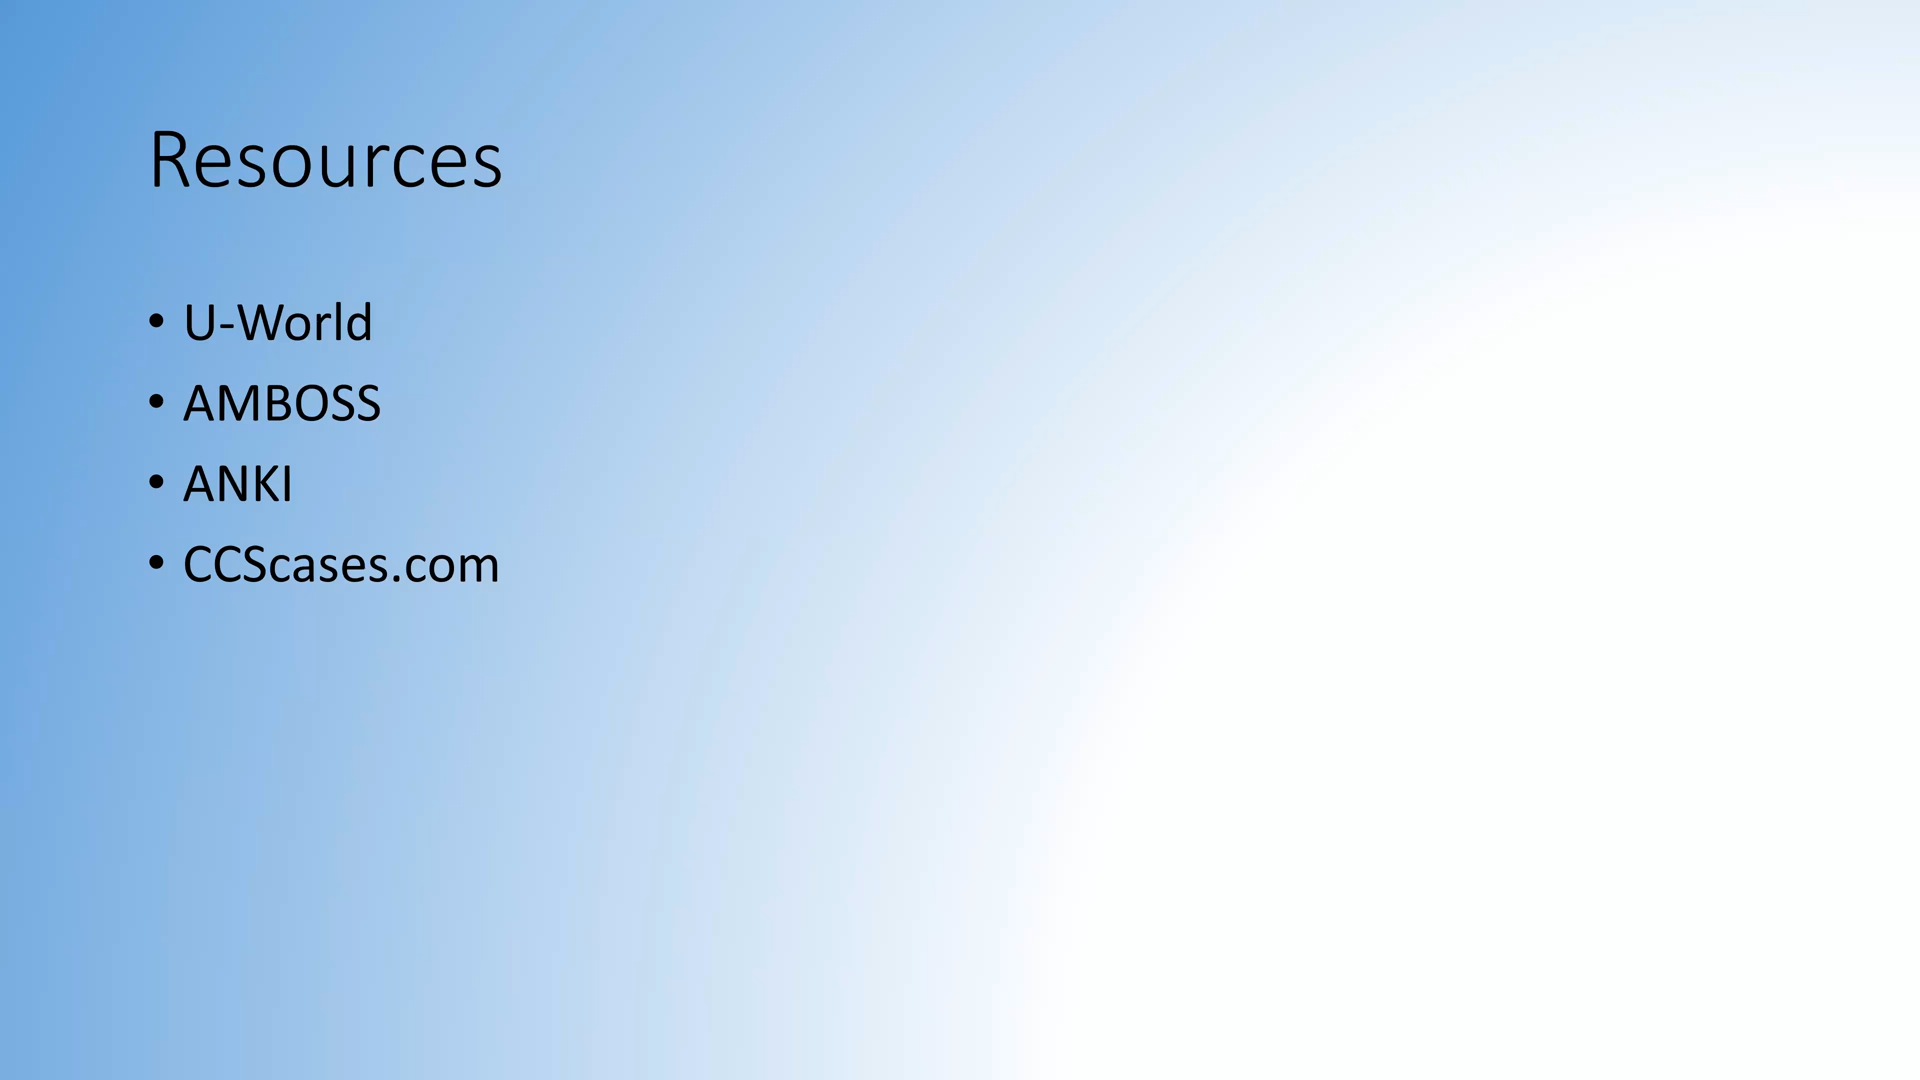 Resources
• U-World
• AMBOSS
• ANKI
• CCScases.com